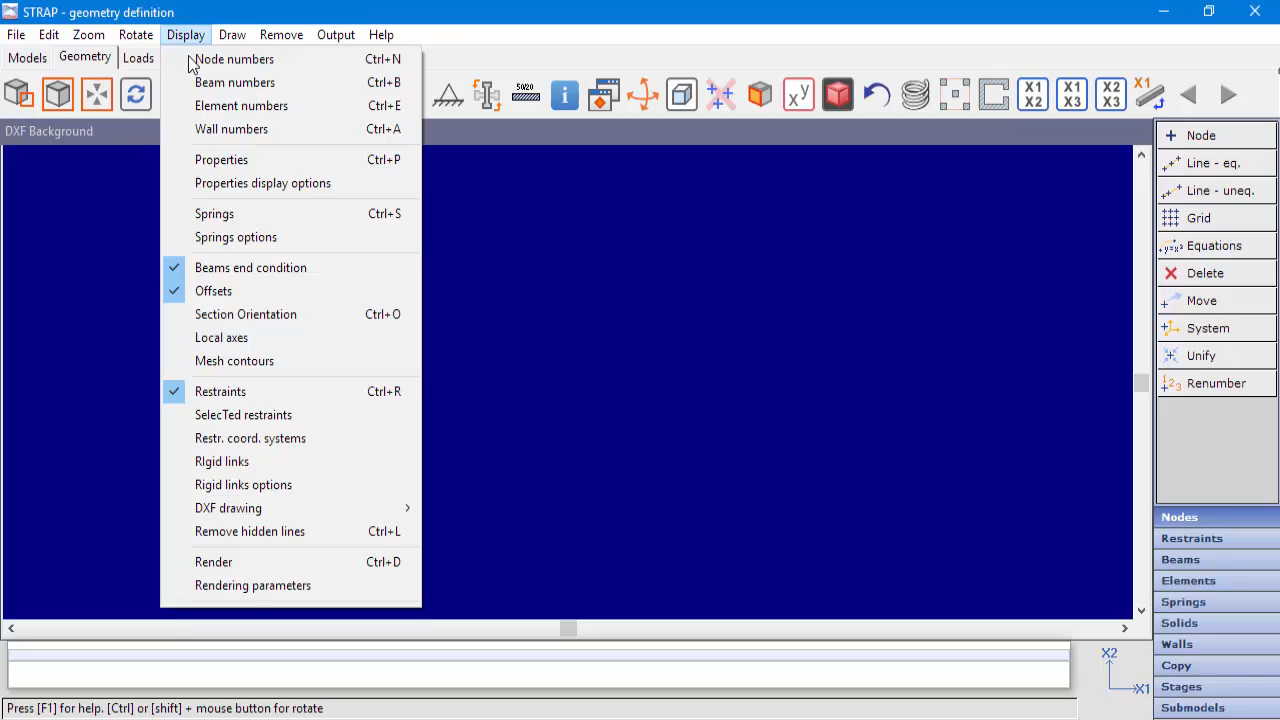 STRAP - geometry definition
File Edit Zoom Rotate Display Draw Remove Output Help
Models Geometry Loads
DXF Background
Node numbers Ctrl+N
Beam numbers Ctrl+B
Element numbers Ctrl+E
Wall numbers Ctrl+A
Properties Ctrl+P
Properties display options
Springs Ctrl+S
Springs options
Beams end condition
Offsets
Section Orientation Ctrl+O
Local axes
Mesh contours
Restraints Ctrl+R
SelecTed restraints
Restr. coord. systems
RIgid links
Rigid links options
DXF drawing
Remove hidden lines Ctrl+L
Render Ctrl+D
Rendering parameters
50/20
i
x y
X1 X2
X1 X3
X2 X3
X1
Node
Line - eq.
Line - uneq.
Grid
y=x² Equations
Delete
Move
System
Unify
123 Renumber
Nodes
Restraints
Beams
Elements
Springs
Solids
Walls
Copy
Stages
Submodels
X2
X1
Press [F1] for help. [Ctrl] or [shift] + mouse button for rotate